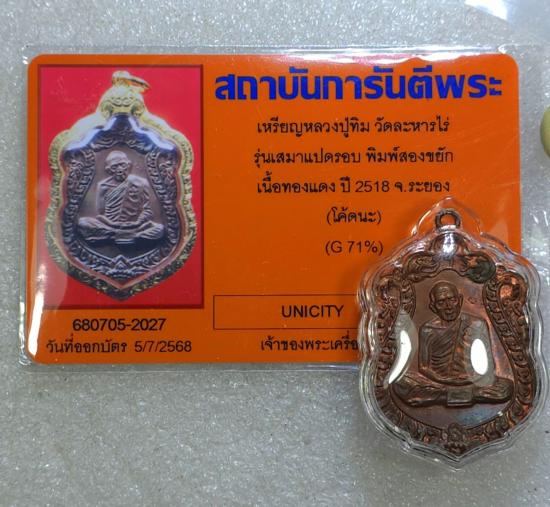 สถาบันการันตีพระ
เหรียญหลวงปู่ทิม วัดละหารไร่
รุ่นเสมาแปดรอบ พิมพ์สองขยัก
เนื้อทองแดง ปี 2518 จ.ระยอง
(โค้ดนะ)
(G 71%)
UNICITY
680705-2027
วันที่ออกบัตร 5/7/2568
เจ้าของพระเครื่อ